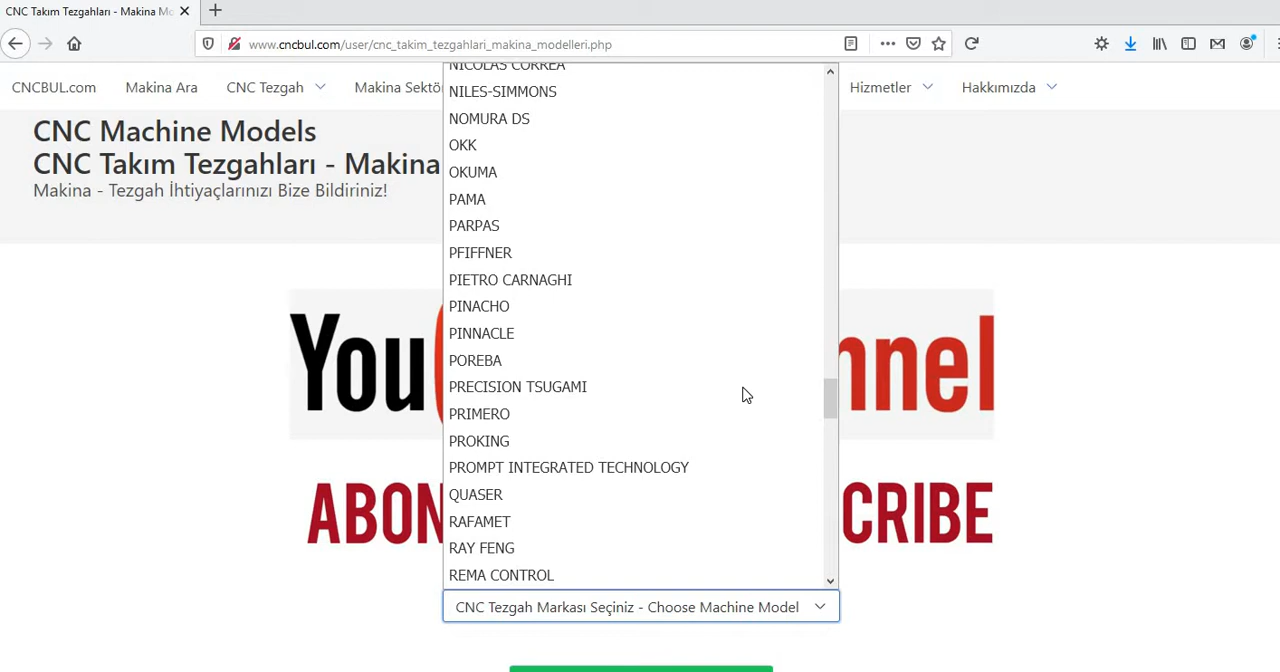 CNC Takım Tezgahları - Makina Mo
www.cncbul.com/user/cnc_takim_tezgahlari_makina_modelleri.php
CNCBUL.com Makina Ara CNC Tezgah Makina Sektö Hizmetler Hakkımızda
CNC Machine Models
CNC Takım Tezgahları - Makina
Makina - Tezgah İhtiyaçlarınızı Bize Bildiriniz!
NICOLAS CORREA
NILES-SIMMONS
NOMURA DS
OKK
OKUMA
PAMA
PARPAS
PFIFFNER
PIETRO CARNAGHI
PINACHO
PINNACLE
POREBA
PRECISION TSUGAMI
PRIMERO
PROKING
PROMPT INTEGRATED TECHNOLOGY
QUASER
RAFAMET
RAY FENG
REMA CONTROL
You nnel
ABON CRIBE
CNC Tezgah Markası Seçiniz - Choose Machine Model